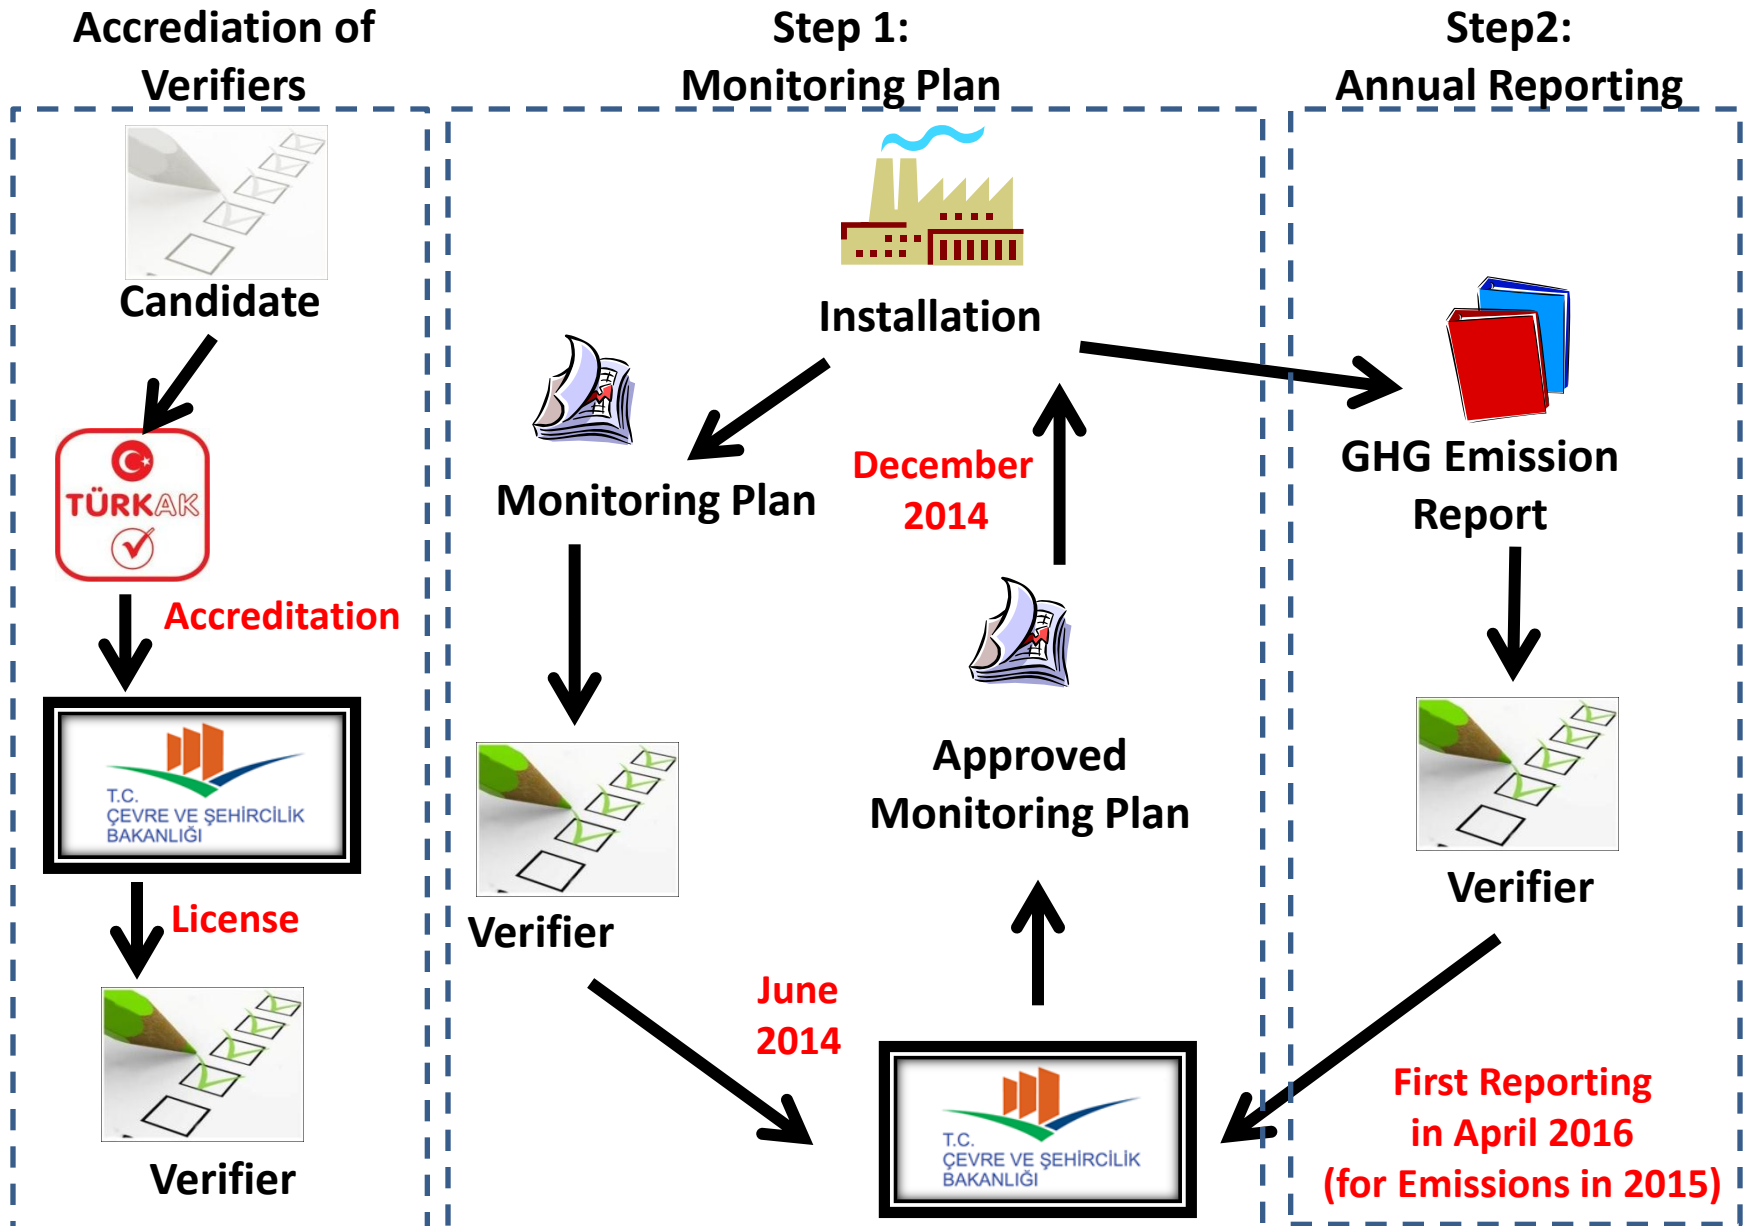 Accrediation of
Verifiers
Candidate
TÜRKAK
Accreditation
T.C.
ÇEVRE VE ŞEHİRCİLİK
BAKANLIĞI
License
Verifier
Step 1:
Monitoring Plan
Installation
Monitoring Plan
December
2014
Verifier
Approved
Monitoring Plan
June
2014
T.C.
ÇEVRE VE ŞEHİRCİLİK
BAKANLIĞI
Step2:
Annual Reporting
GHG Emission
Report
Verifier
First Reporting
in April 2016
(for Emissions in 2015)